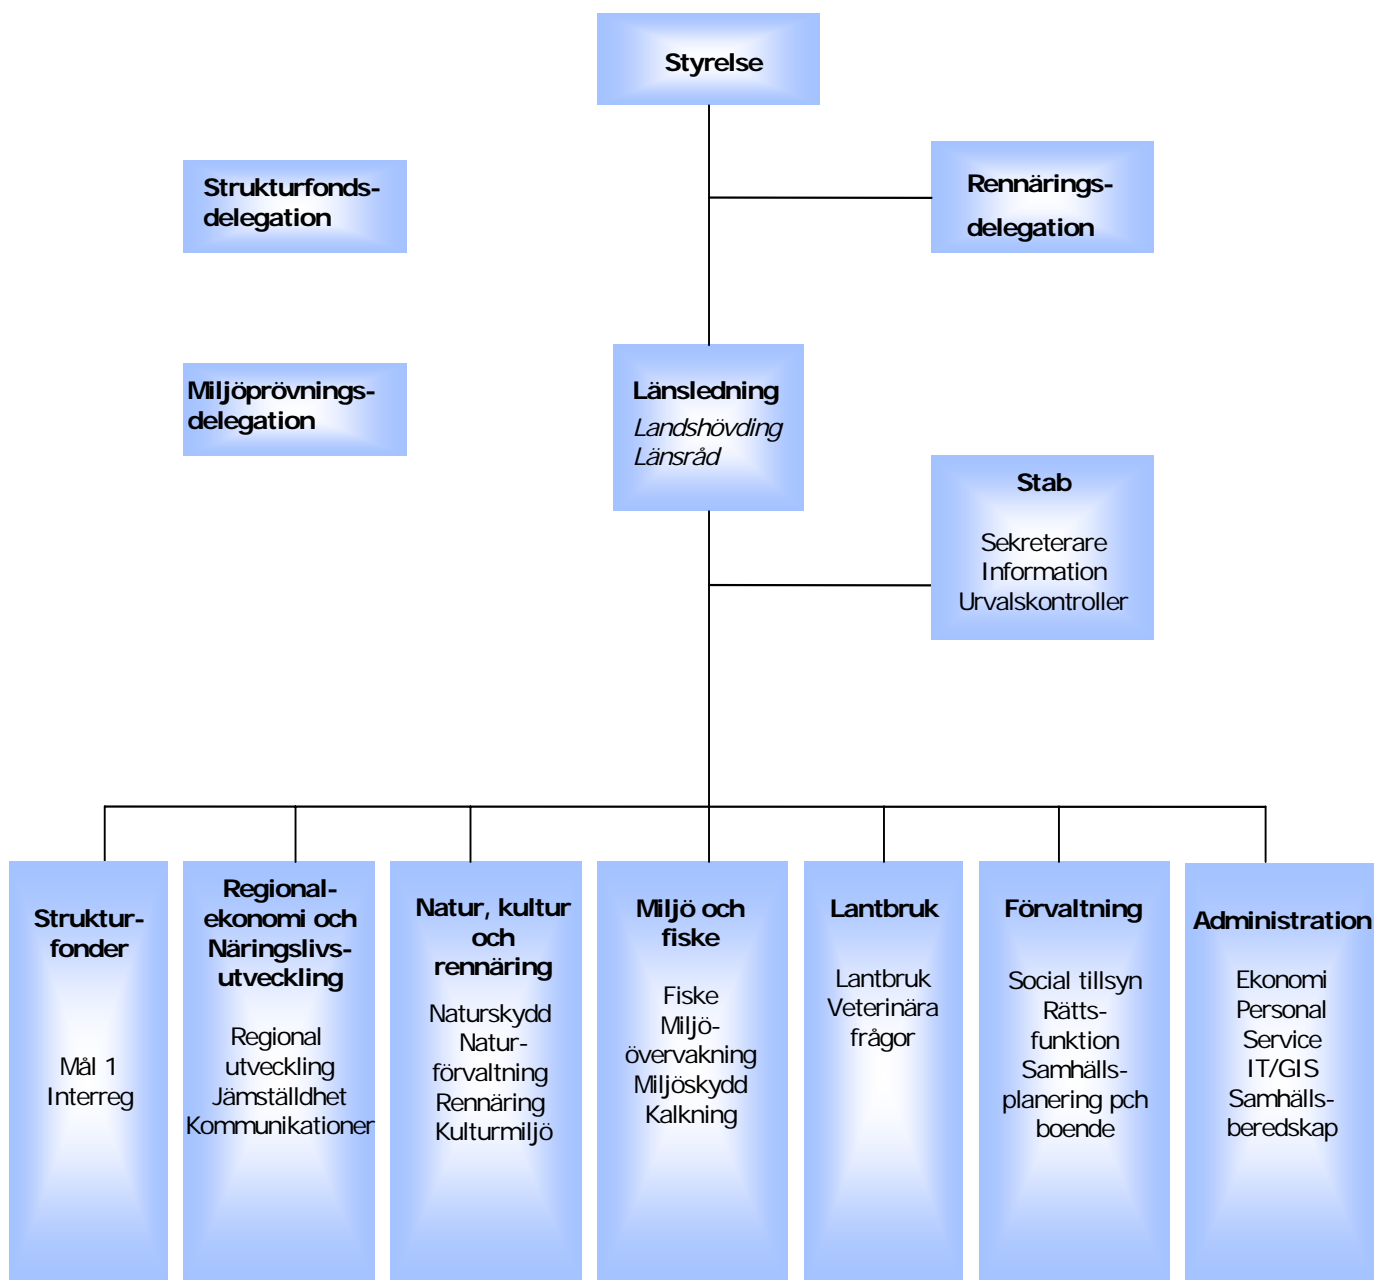 Styrelse
Strukturfonds-
delegation
Rennärings-
delegation
Miljöprövnings-
delegation
Länsledning
Landshövding
Länsråd
Stab
Sekreterare
Information
Urvalskontroller
Struktur-
fonder
Mål 1
Interreg
Regional-
ekonomi och
Näringslivs-
utveckling
Regional
utveckling
Jämställdhet
Kommunikationer
Natur, kultur
och
rennäring
Naturskydd
Natur-
förvaltning
Rennäring
Kulturmiljö
Miljö och
fiske
Fiske
Miljö-
övervakning
Miljöskydd
Kalkning
Lantbruk
Lantbruk
Veterinära
frågor
Förvaltning
Social tillsyn
Rätts-
funktion
Samhälls-
planering pch
boende
Administration
Ekonomi
Personal
Service
IT/GIS
Samhälls-
beredskap